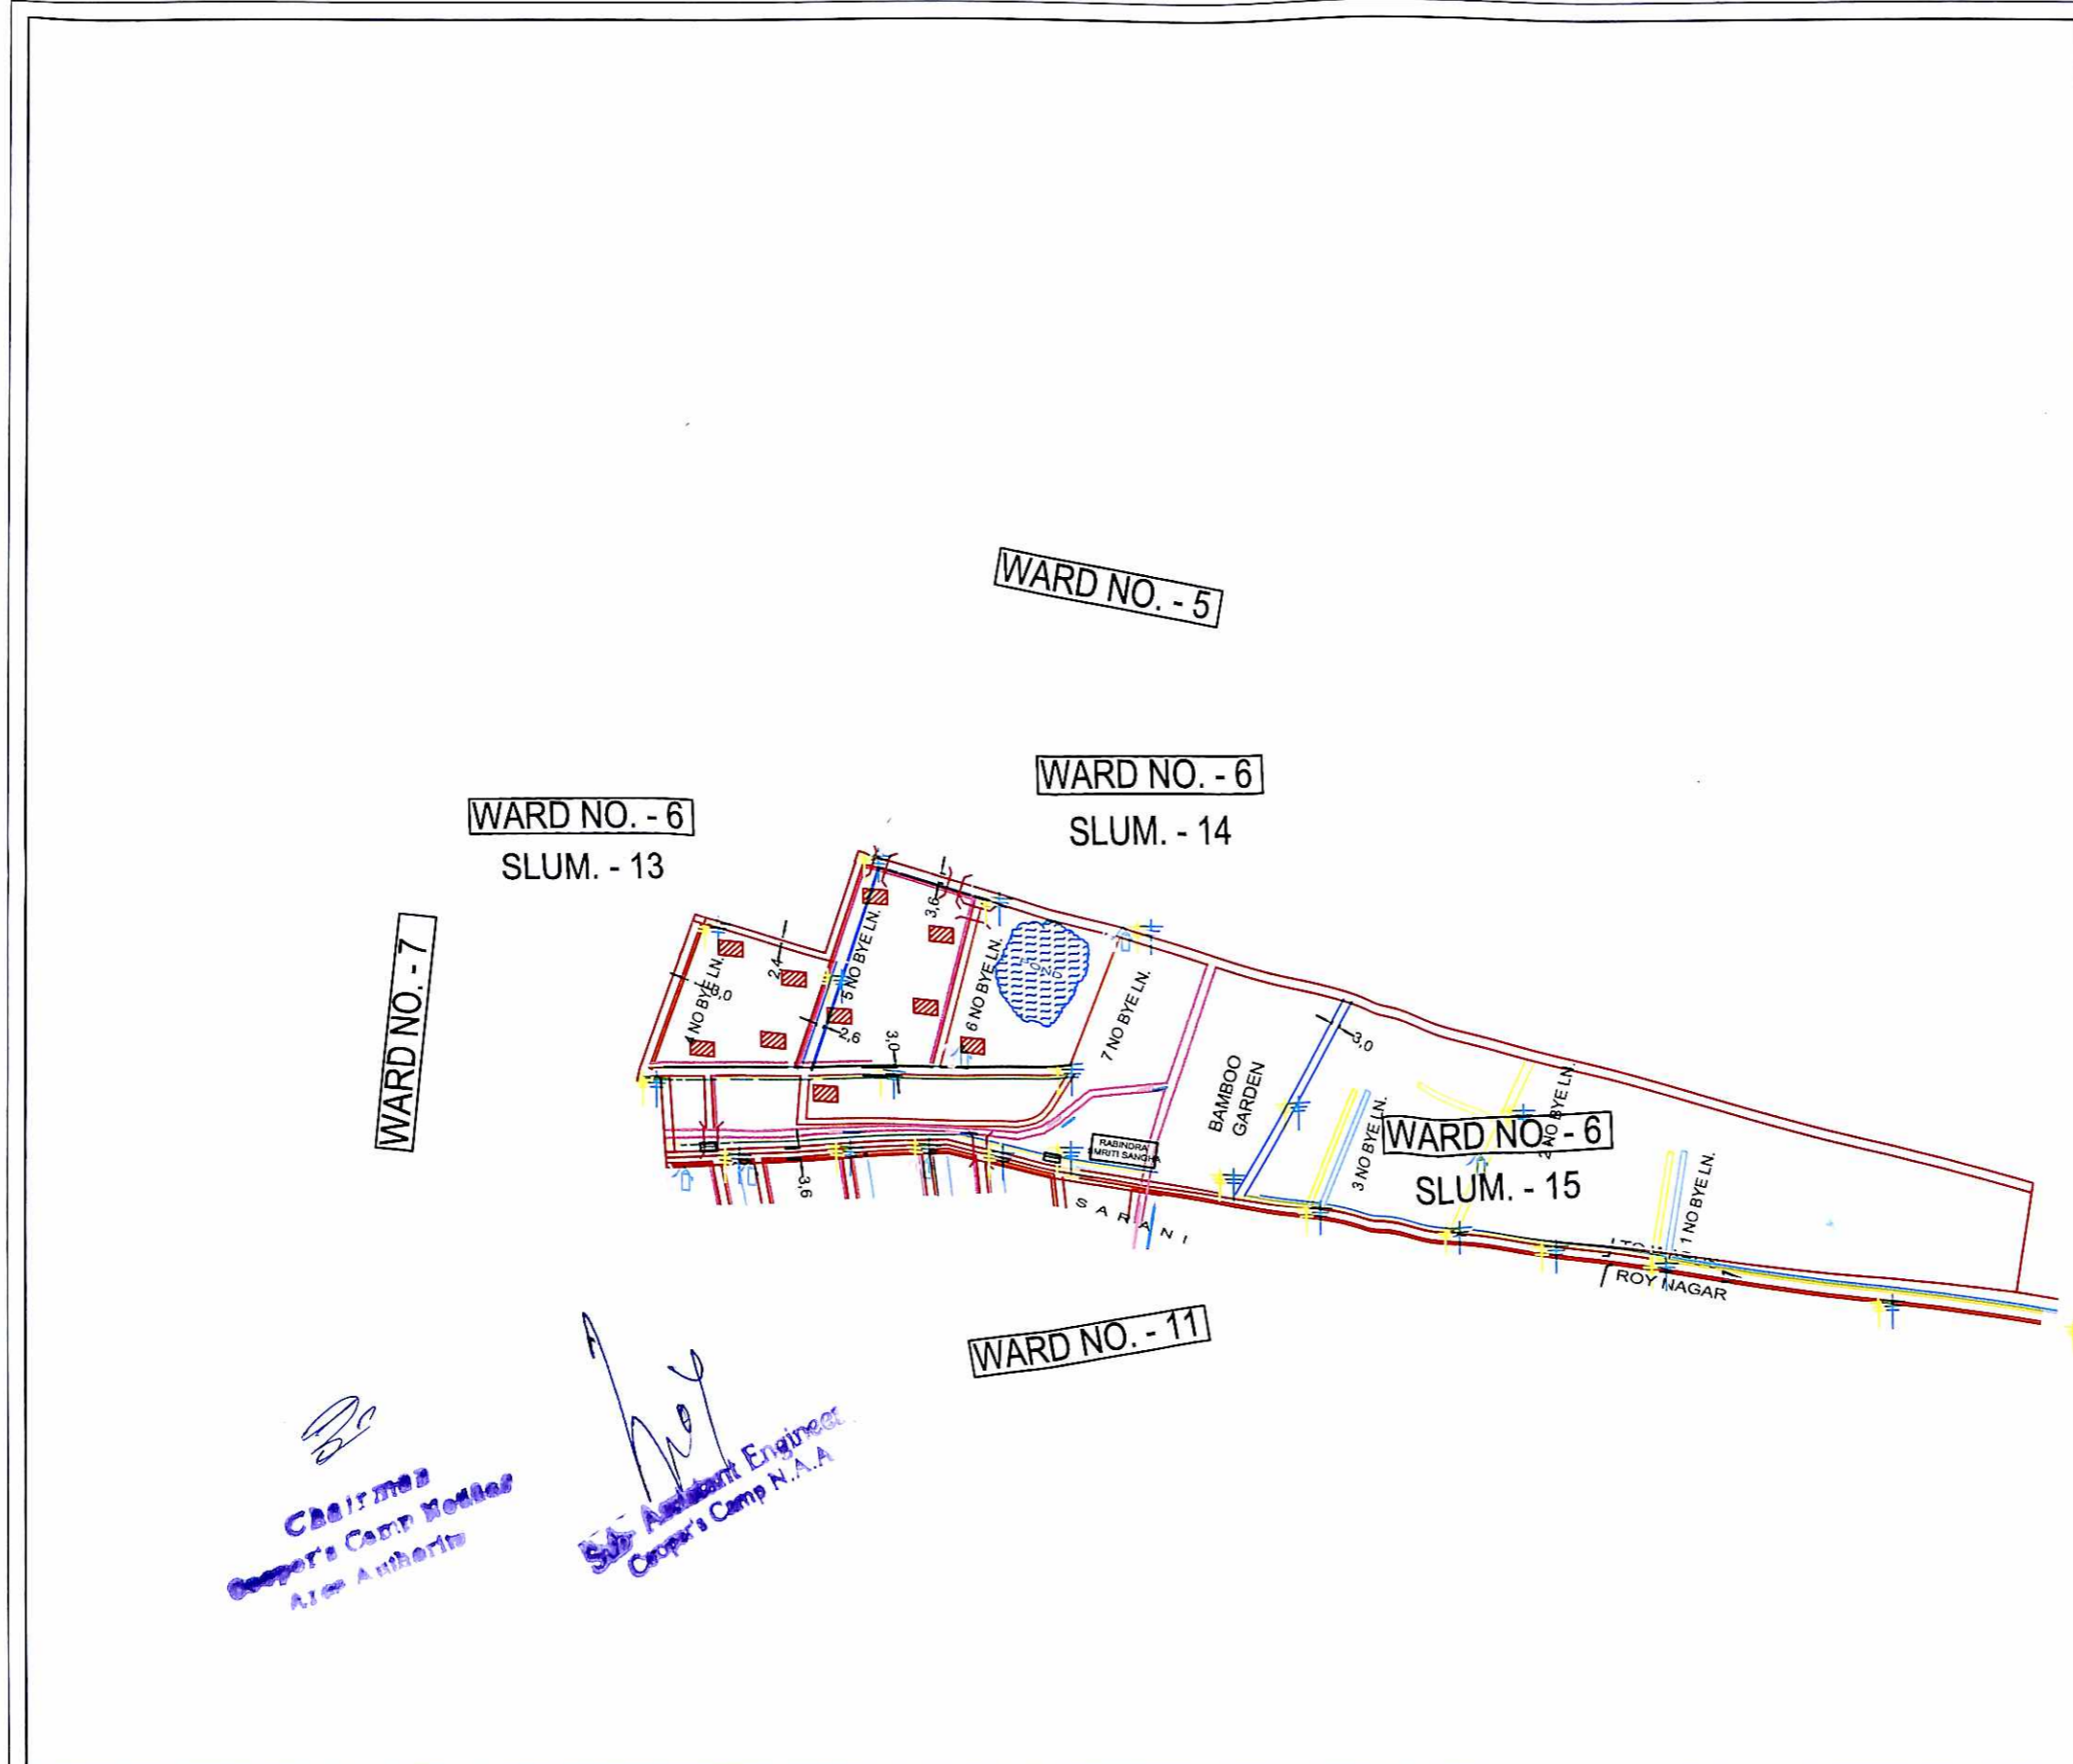 WARD NO. - 5
WARD NO. - 6
SLUM. - 14
WARD NO. - 6
SLUM. - 13
WARD NO. - 7
4 NO BYE LN.
3,0
2,4
5 NO BYE LN.
2,6
3,6
3,0
6 NO BYE LN.
POND
7 NO BYE LN.
BAMBOO
GARDEN
3,0
3 NO BYE LN.
2 NO BYE LN.
WARD NO. - 6
SLUM. - 15
1 NO BYE LN.
RABINDRA
SMRITI SANGHA
3,6
SARANI
ROY NAGAR
WARD NO. - 11
Chairman
Cooper's Camp Notified
Area Authority
Sub Assistant Engineer
Cooper's Camp N.A.A